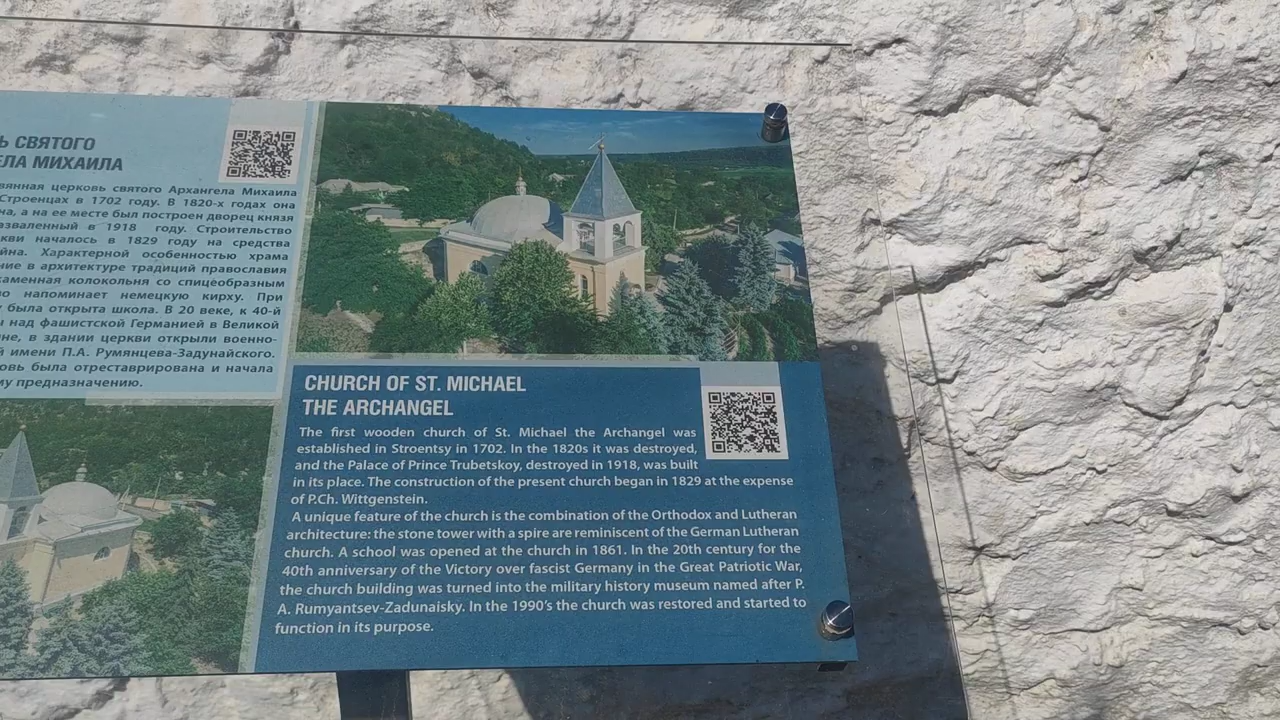 СВЯТОГО
МИХАИЛА
церковь святого Архангела Михаила
Строенцах в 1702 году. В 1820-х годах она
а на ее месте был построен дворец князя
в 1918 году. Строительство
началось в 1829 году на средства
Характерной особенностью храма
в архитектуре традиций православия
каменная колокольня со спицеобразным
напоминает немецкую кирху. При
была открыта школа. В 20 веке, к 40-й
над фашистской Германией в Великой
в здании церкви открыли военно-
имени П.А. Румянцева-Задунайского.
была отреставрирована и начала
предназначению.
CHURCH OF ST. MICHAEL
THE ARCHANGEL
The first wooden church of St. Michael the Archangel was
established in Stroentsy in 1702. In the 1820s it was destroyed,
and the Palace of Prince Trubetskoy, destroyed in 1918, was built
in its place. The construction of the present church began in 1829 at the expense
of P.Ch. Wittgenstein.
A unique feature of the church is the combination of the Orthodox and Lutheran
architecture: the stone tower with a spire are reminiscent of the German Lutheran
church. A school was opened at the church in 1861. In the 20th century for the
40th anniversary of the Victory over fascist Germany in the Great Patriotic War,
the church building was turned into the military history museum named after P.
A. Rumyantsev-Zadunaisky. In the 1990's the church was restored and started to
function in its purpose.